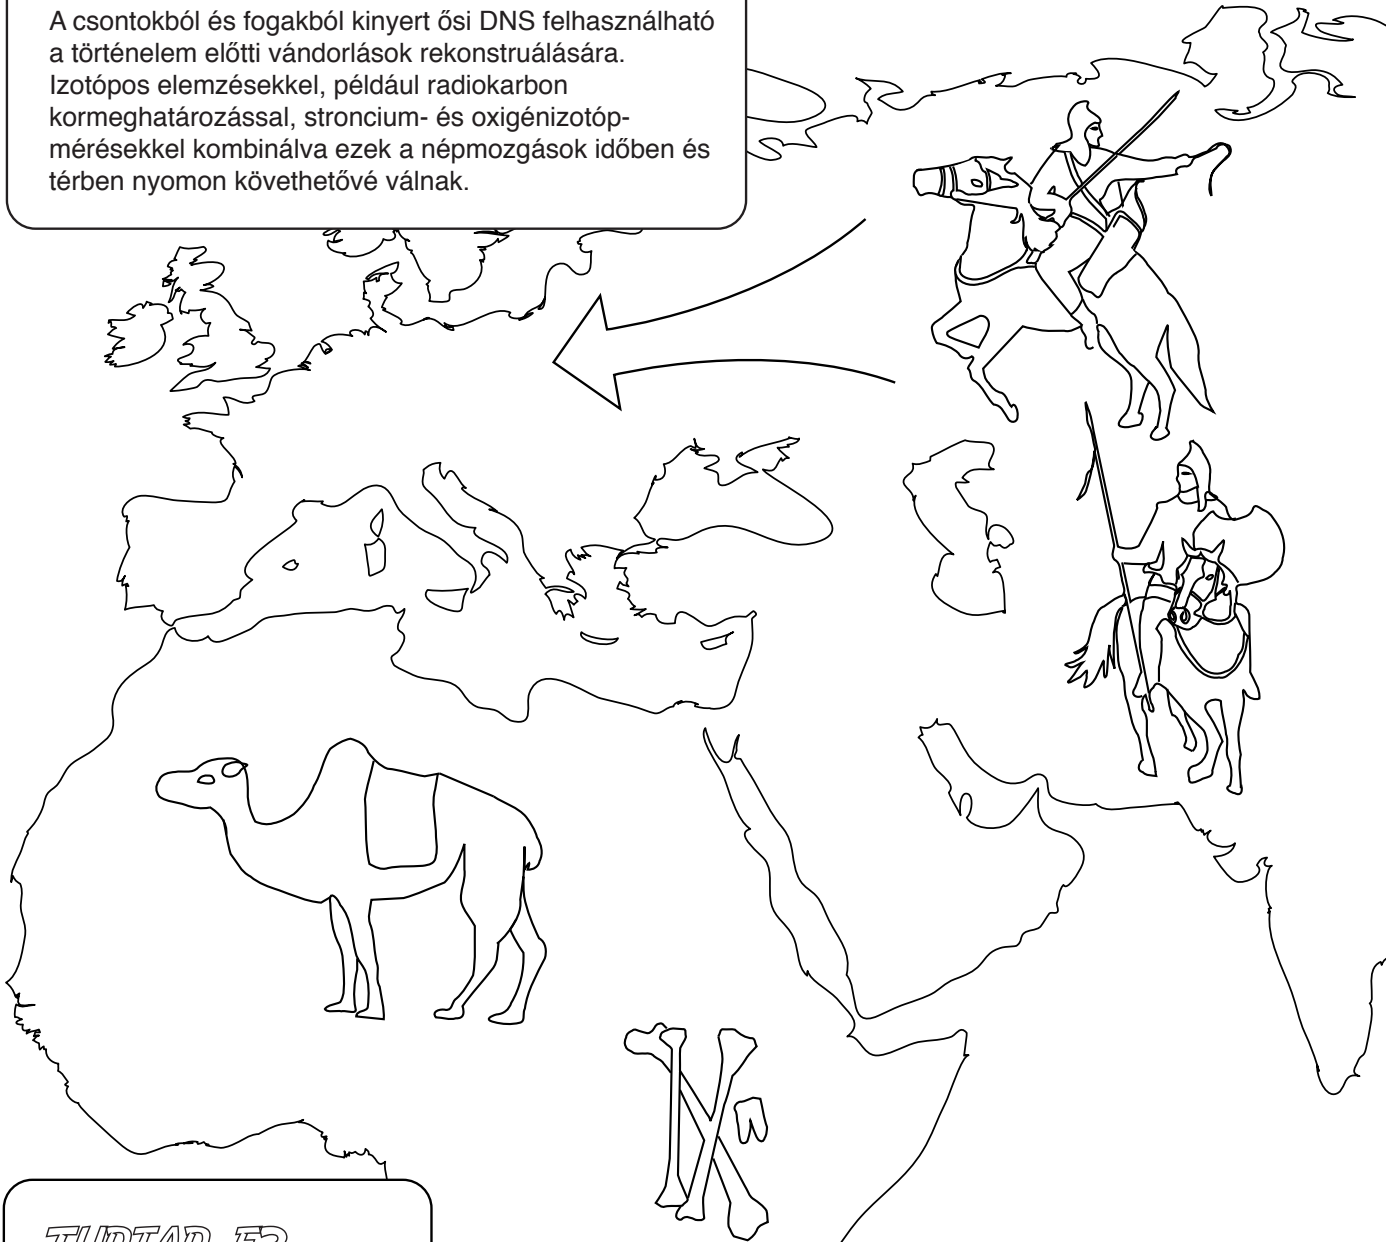 A csontokból és fogakból kinyert ősi DNS felhasználható
a történelem előtti vándorlások rekonstruálására.
Izotópos elemzésekkel, például radiokarbon
kormeghatározással, stroncium- és oxigénizotóp-
mérésekkel kombinálva ezek a népmozgások időben és
térben nyomon követhetővé válnak.